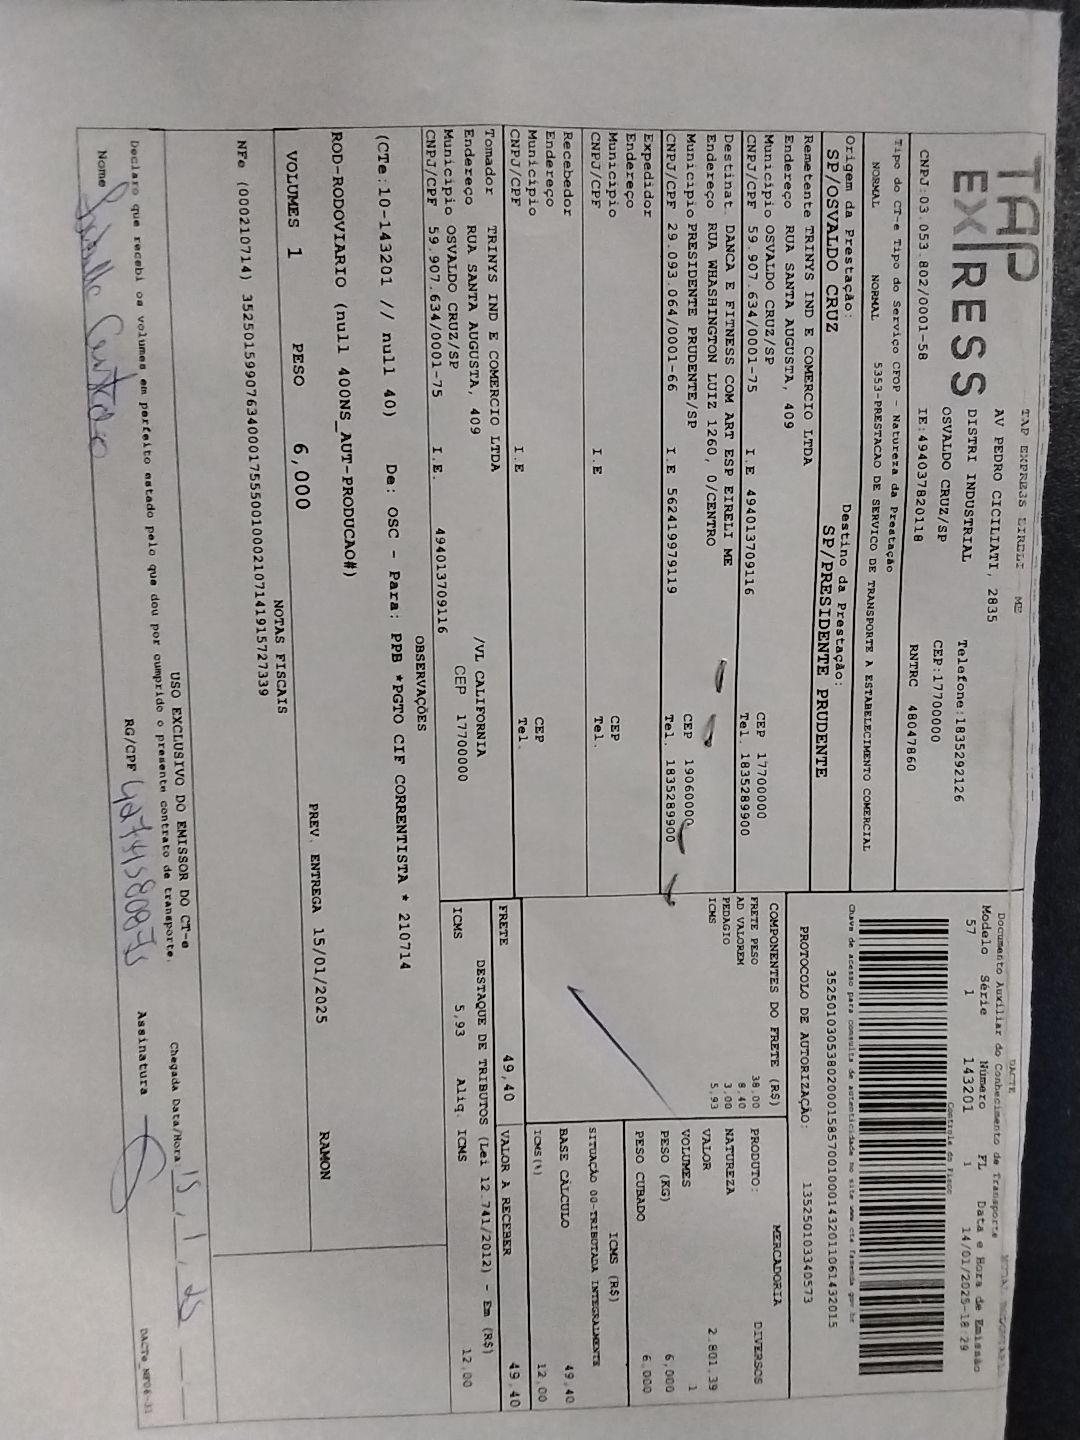 TAP
EXPRESS
TAP EXPRESS EIRELI ME
AV PEDRO CICILIATI, 2835
DISTRI INDUSTRIAL
OSVALDO CRUZ/SP
Telefone:1835292126
CEP:17700000
CNPJ:03.053.802/0001-58
IE:494037820118
RNTRC 48047860
DACTE
Documento Auxiliar do Conhecimento de Transporte
Modelo Série Número FL Data e Hora de Emissão
57 1 143201 1 14/01/2025-18:29
Controle do Fisco
Chave de acesso para consulta de autenticidade no site www.cte.fazenda.gov.br
35250103053802000158570010001432011061432015
PROTOCOLO DE AUTORIZAÇÃO: 135250103340573
Tipo do CT-e Tipo do Serviço CFOP - Natureza da Prestação
NORMAL NORMAL 5353-PRESTACAO DE SERVICO DE TRANSPORTE A ESTABELECIMENTO COMERCIAL
Origem da Prestação: Destino da Prestação:
SP/OSVALDO CRUZ SP/PRESIDENTE PRUDENTE
Remetente TRINYS IND E COMERCIO LTDA
Endereço RUA SANTA AUGUSTA, 409
Município OSVALDO CRUZ/SP CEP 17700000
CNPJ/CPF 59.907.634/0001-75 I.E 494013709116 Tel. 1835289900
Destinat. DANCA E FITNESS COM ART ESP EIRELI ME
Endereço RUA WHASHINGTON LUIZ 1260, 0/CENTRO
Município PRESIDENTE PRUDENTE/SP CEP 19060000
CNPJ/CPF 29.093.064/0001-66 I.E 562419979119 Tel. 1835289900
Expedidor
Endereço
Município CEP
CNPJ/CPF I.E Tel.
Recebedor
Endereço
Município CEP
CNPJ/CPF I.E Tel.
Tomador TRINYS IND E COMERCIO LTDA
Endereço RUA SANTA AUGUSTA, 409 /VL CALIFORNIA
Município OSVALDO CRUZ/SP CEP 17700000
CNPJ/CPF 59.907.634/0001-75 I.E. 494013709116
COMPONENTES DO FRETE (R$)
FRETE PESO 38,00
AD VALOREM 8,40
PEDAGIO 3,00
ICMS 5,93
MERCADORIA
PRODUTO: DIVERSOS
NATUREZA
VALOR 2.801,39
VOLUMES 1
PESO (KG) 6,000
PESO CUBADO 6,000
ICMS (R$)
SITUAÇÃO 00-TRIBUTADA INTEGRALMENTE
BASE CÁLCULO 49,40
ICMS(%) 12,00
FRETE 49,40 VALOR A RECEBER 49,40
DESTAQUE DE TRIBUTOS (Lei 12.741/2012) - Em (R$)
ICMS 5,93 Aliq. ICMS 12,00
OBSERVAÇÕES
(CTe:10-143201 // null 40) De: OSC - Para: PPB *PGTO CIF CORRENTISTA * 210714
ROD-RODOVIARIO (null 400NS_AUT-PRODUCAO#)
VOLUMES 1 PESO 6,000 PREV. ENTREGA 15/01/2025 RAMON
NOTAS FISCAIS
NFe (000210714) 35250159907634000175550010002107141915727339
USO EXCLUSIVO DO EMISSOR DO CT-e
Declaro que recebi os volumes em perfeito estado pelo que dou por cumprido o presente contrato de transporte.
Chegada Data/Hora 15/1/25
Nome RG/CPF Assinatura